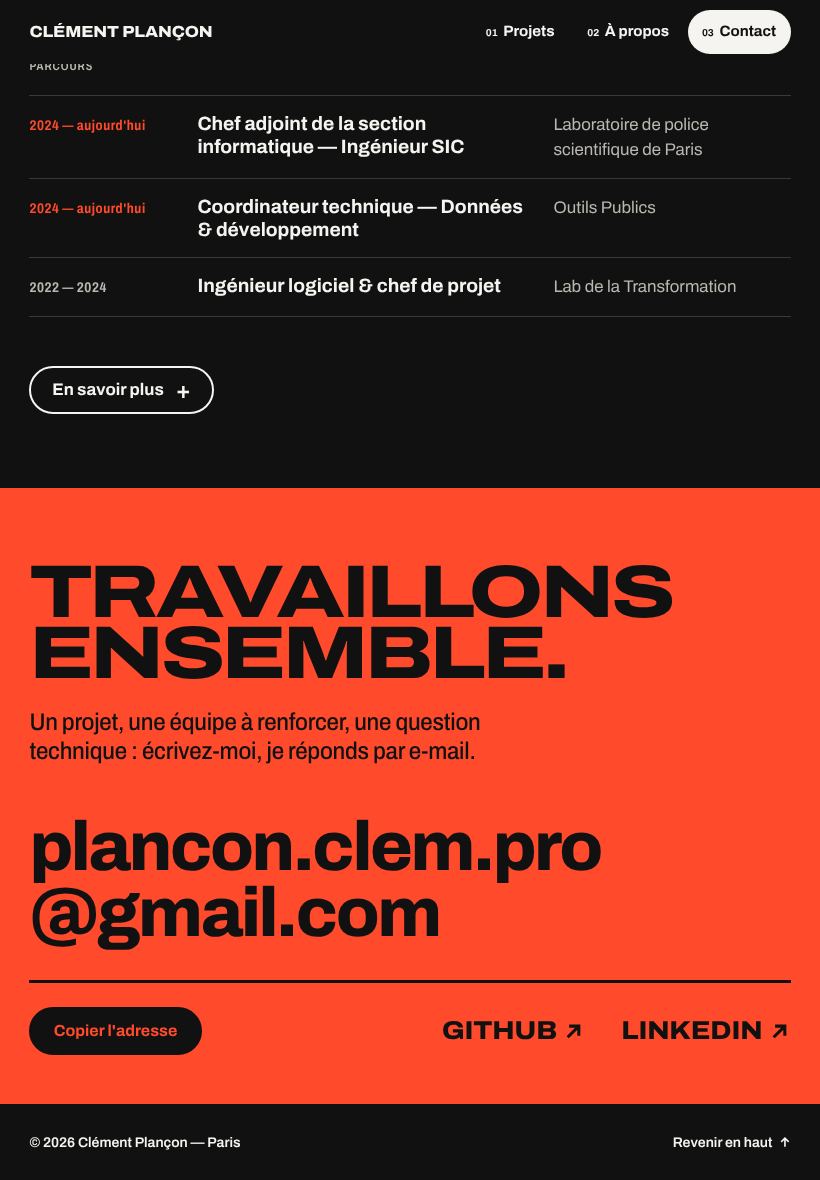 CLÉMENT PLANÇON
01 Projets
02 À propos
03 Contact
PARCOURS
2024 — aujourd'hui
Chef adjoint de la section
informatique — Ingénieur SIC
Laboratoire de police
scientifique de Paris
2024 — aujourd'hui
Coordinateur technique — Données
& développement
Outils Publics
2022 — 2024
Ingénieur logiciel & chef de projet
Lab de la Transformation
En savoir plus +
TRAVAILLONS
ENSEMBLE.
Un projet, une équipe à renforcer, une question
technique : écrivez-moi, je réponds par e-mail.
plancon.clem.pro
@gmail.com
Copier l'adresse
GITHUB ↗
LINKEDIN ↗
© 2026 Clément Plançon — Paris
Revenir en haut ↑